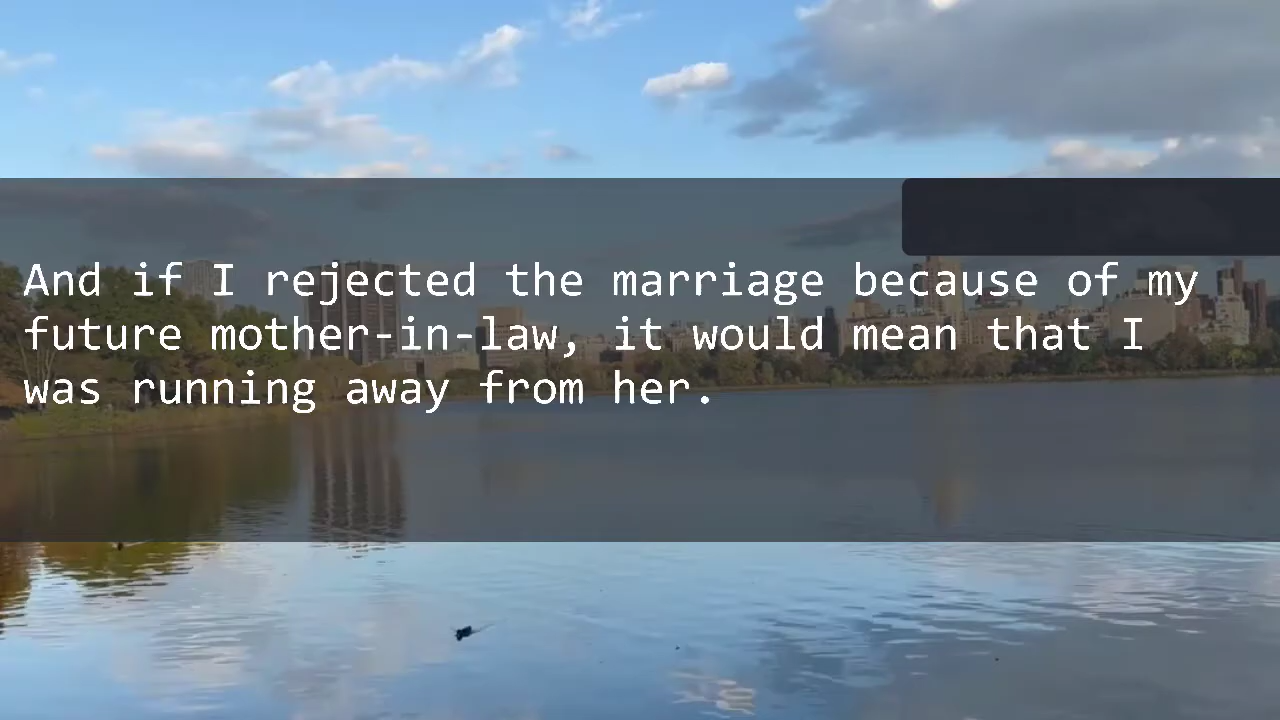 And if I rejected the marriage because of my
future mother-in-law, it would mean that I
was running away from her.